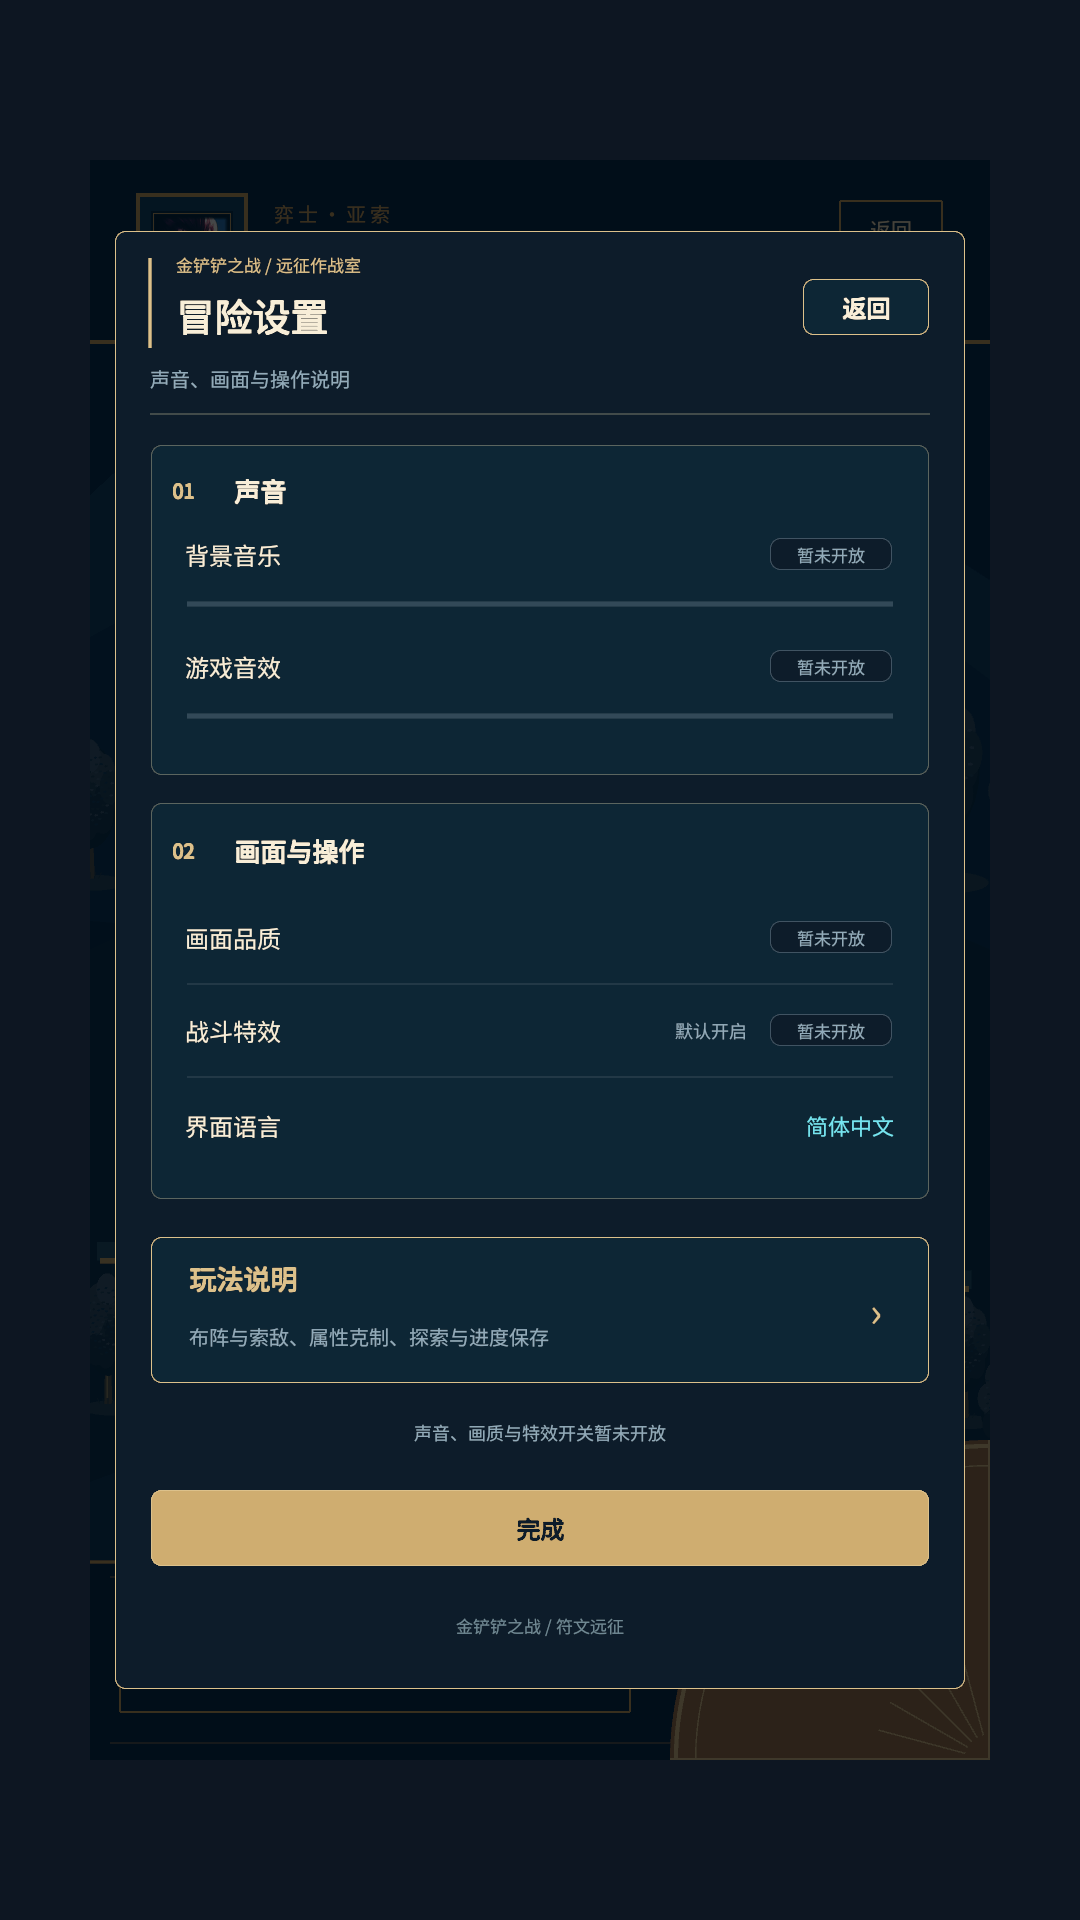 弈士·亚索
返回
金铲铲之战 / 远征作战室
冒险设置
返回
声音、画面与操作说明
01 声音
背景音乐 暂未开放
游戏音效 暂未开放
02 画面与操作
画面品质 暂未开放
战斗特效 默认开启 暂未开放
界面语言 简体中文
玩法说明
布阵与索敌、属性克制、探索与进度保存
›
声音、画质与特效开关暂未开放
完成
金铲铲之战 / 符文远征